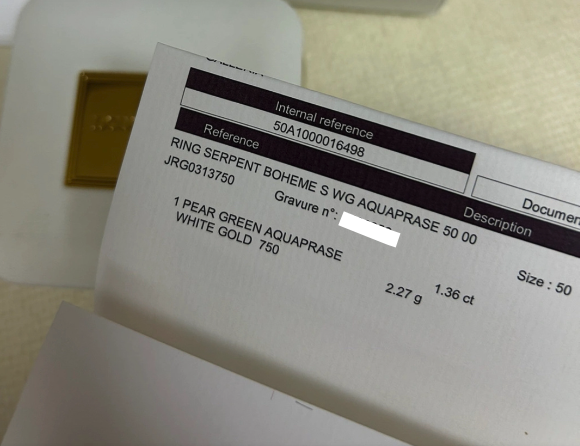 Internal reference
50A1000016498
Reference
Description
Documen
RING SERPENT BOHEME S WG AQUAPRASE 50 00
JRG0313750
Gravure n°:
Size : 50
1 PEAR GREEN AQUAPRASE
1.36 ct
WHITE GOLD 750
2.27 g